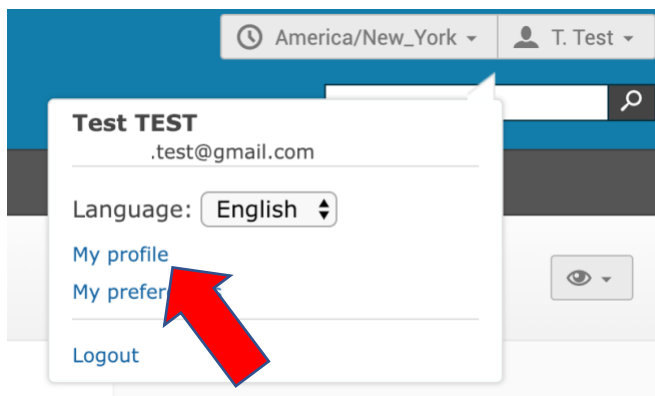 America/New_York
T. Test
Test TEST
.test@gmail.com
Language: English
My profile
My
Logout